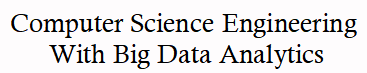 Computer Science Engineering
With Big Data Analytics